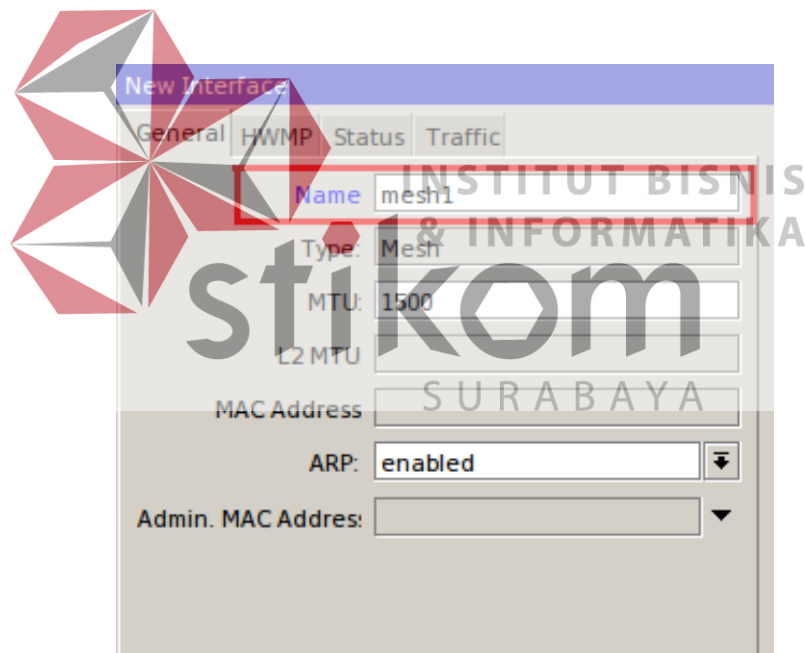 New Interface
General HWMP Status Traffic
Name mesh1
Type: Mesh
MTU: 1500
L2 MTU
MAC Address
ARP: enabled
Admin. MAC Addres
INSTITUT BISNIS
& INFORMATIKA
stikom
SURABAYA